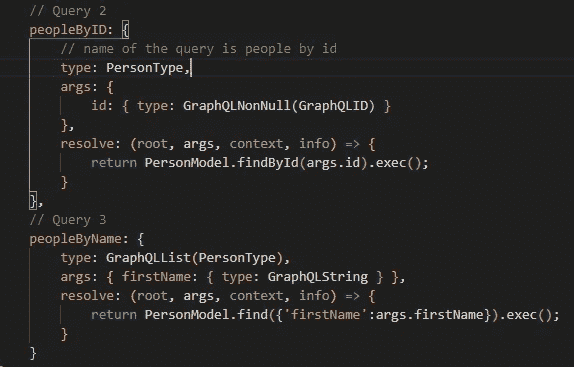 // Query 2
peopleByID: {
    // name of the query is people by id
    type: PersonType,
    args: {
        id: { type: GraphQLNonNull(GraphQLID) }
    },
    resolve: (root, args, context, info) => {
        return PersonModel.findById(args.id).exec();
    }
},
// Query 3
peopleByName: {
    type: GraphQLList(PersonType),
    args: { firstName: { type: GraphQLString } },
    resolve: (root, args, context, info) => {
        return PersonModel.find({'firstName':args.firstName}).exec();
    }
}